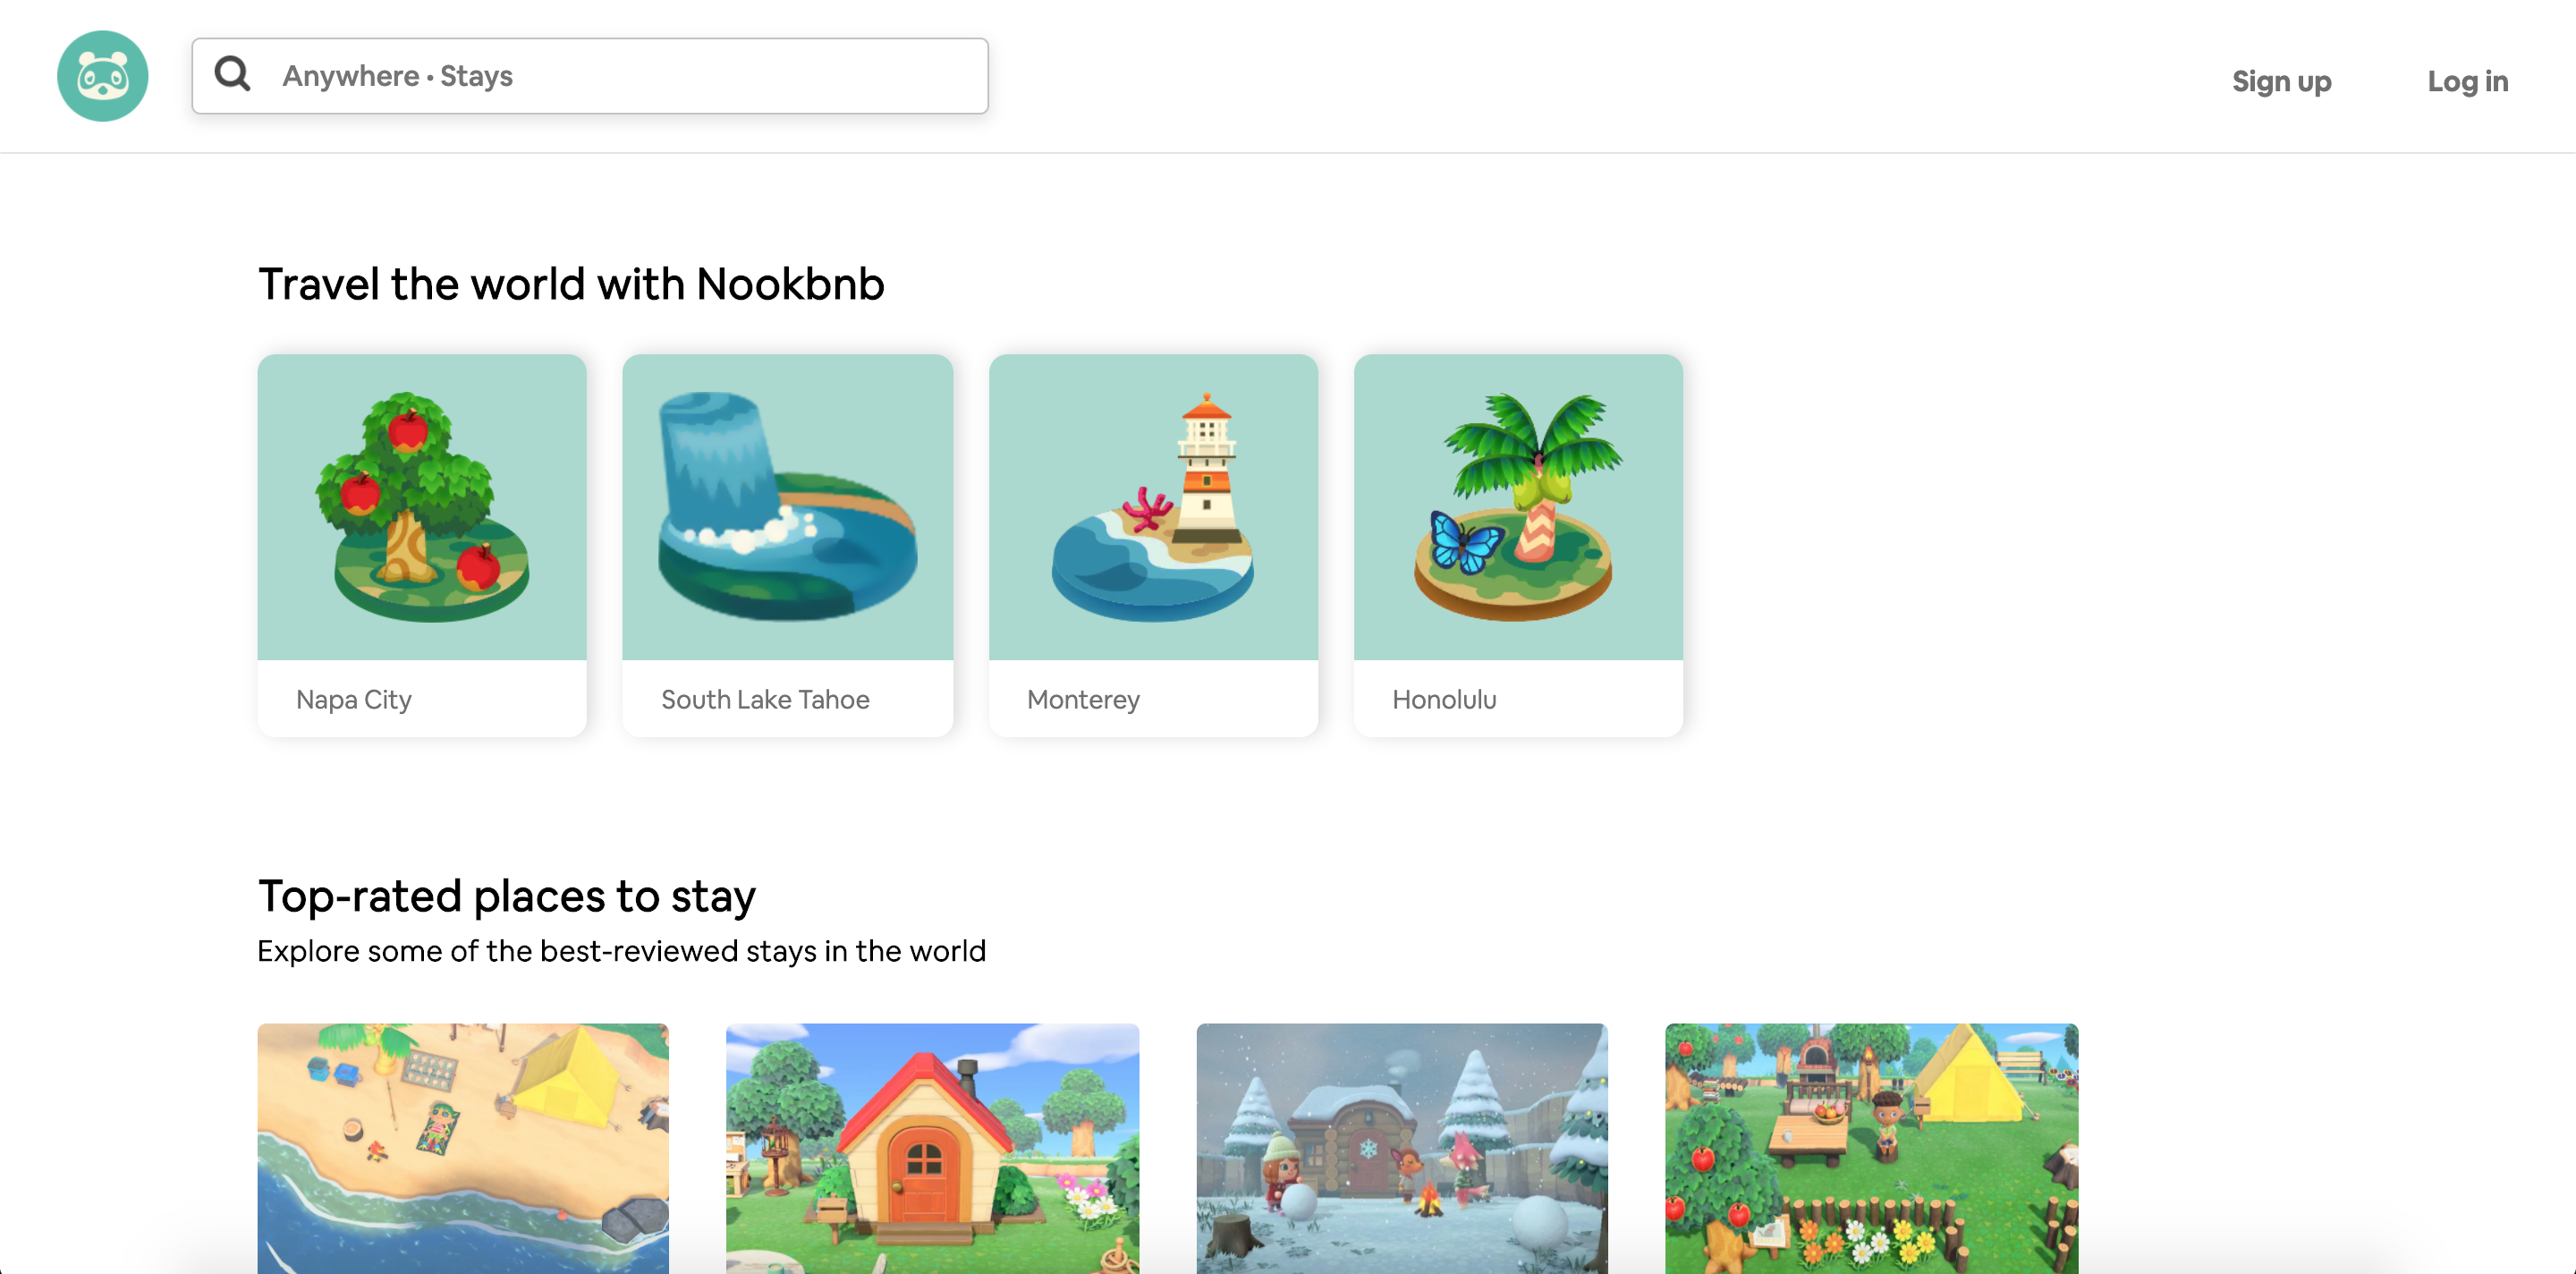 Anywhere • Stays
Sign up
Log in
Travel the world with Nookbnb
Napa City
South Lake Tahoe
Monterey
Honolulu
Top-rated places to stay
Explore some of the best-reviewed stays in the world